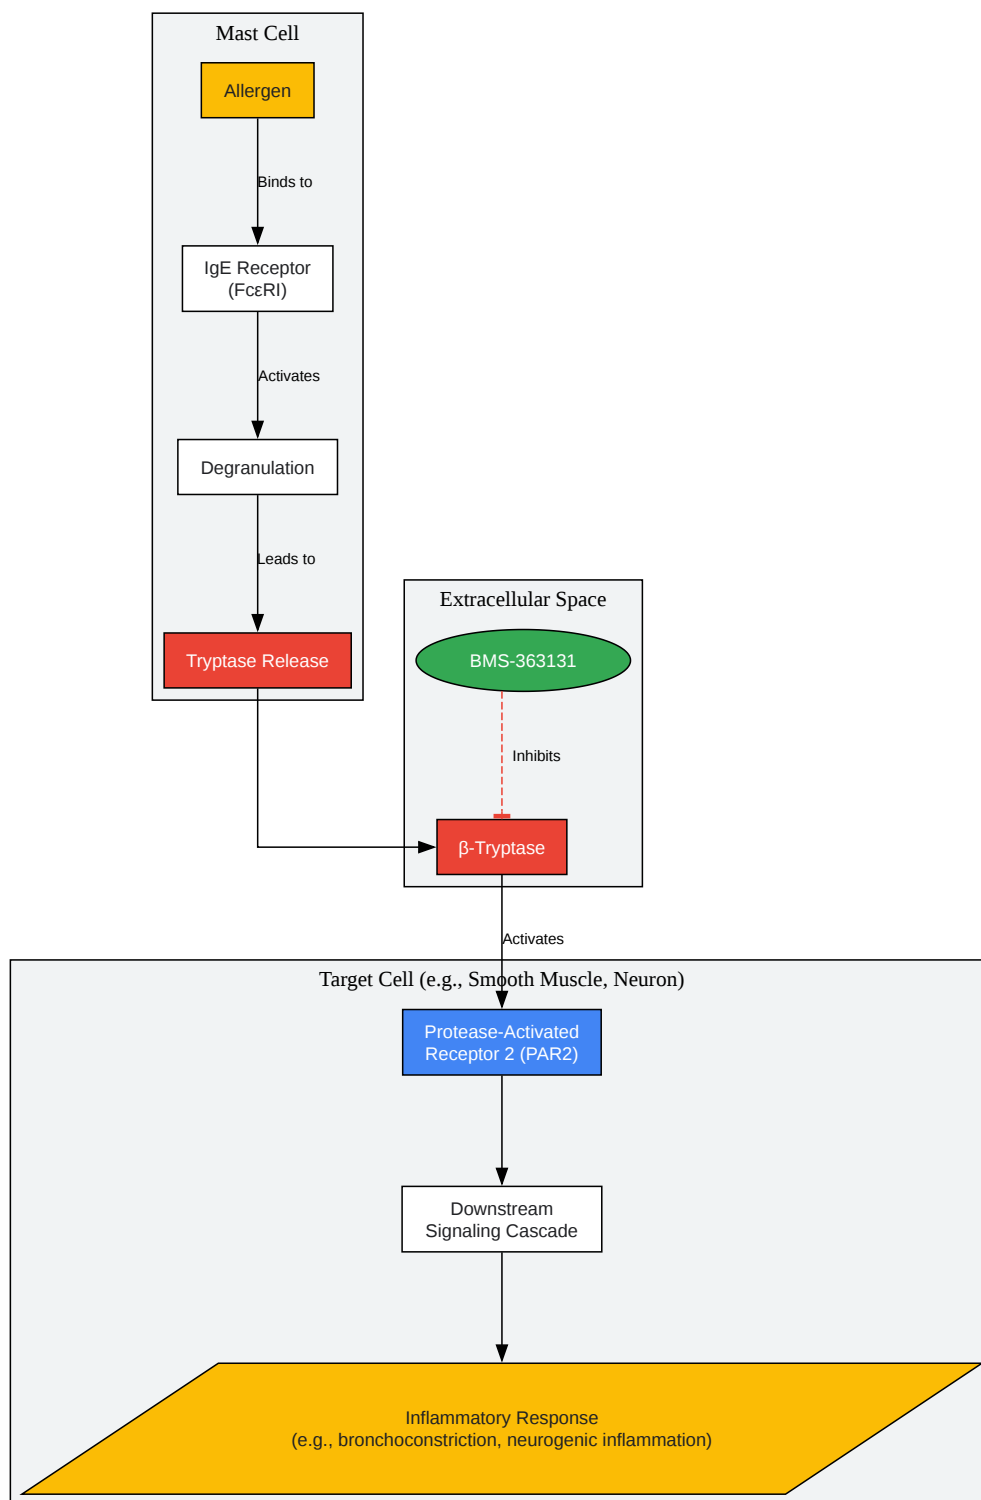 Mast Cell
Allergen
Binds to
IgE Receptor
(FcεRI)
Activates
Degranulation
Leads to
Tryptase Release
Extracellular Space
BMS-363131
Inhibits
β-Tryptase
Activates
Target Cell (e.g., Smooth Muscle, Neuron)
Protease-Activated
Receptor 2 (PAR2)
Downstream
Signaling Cascade
Inflammatory Response
(e.g., bronchoconstriction, neurogenic inflammation)